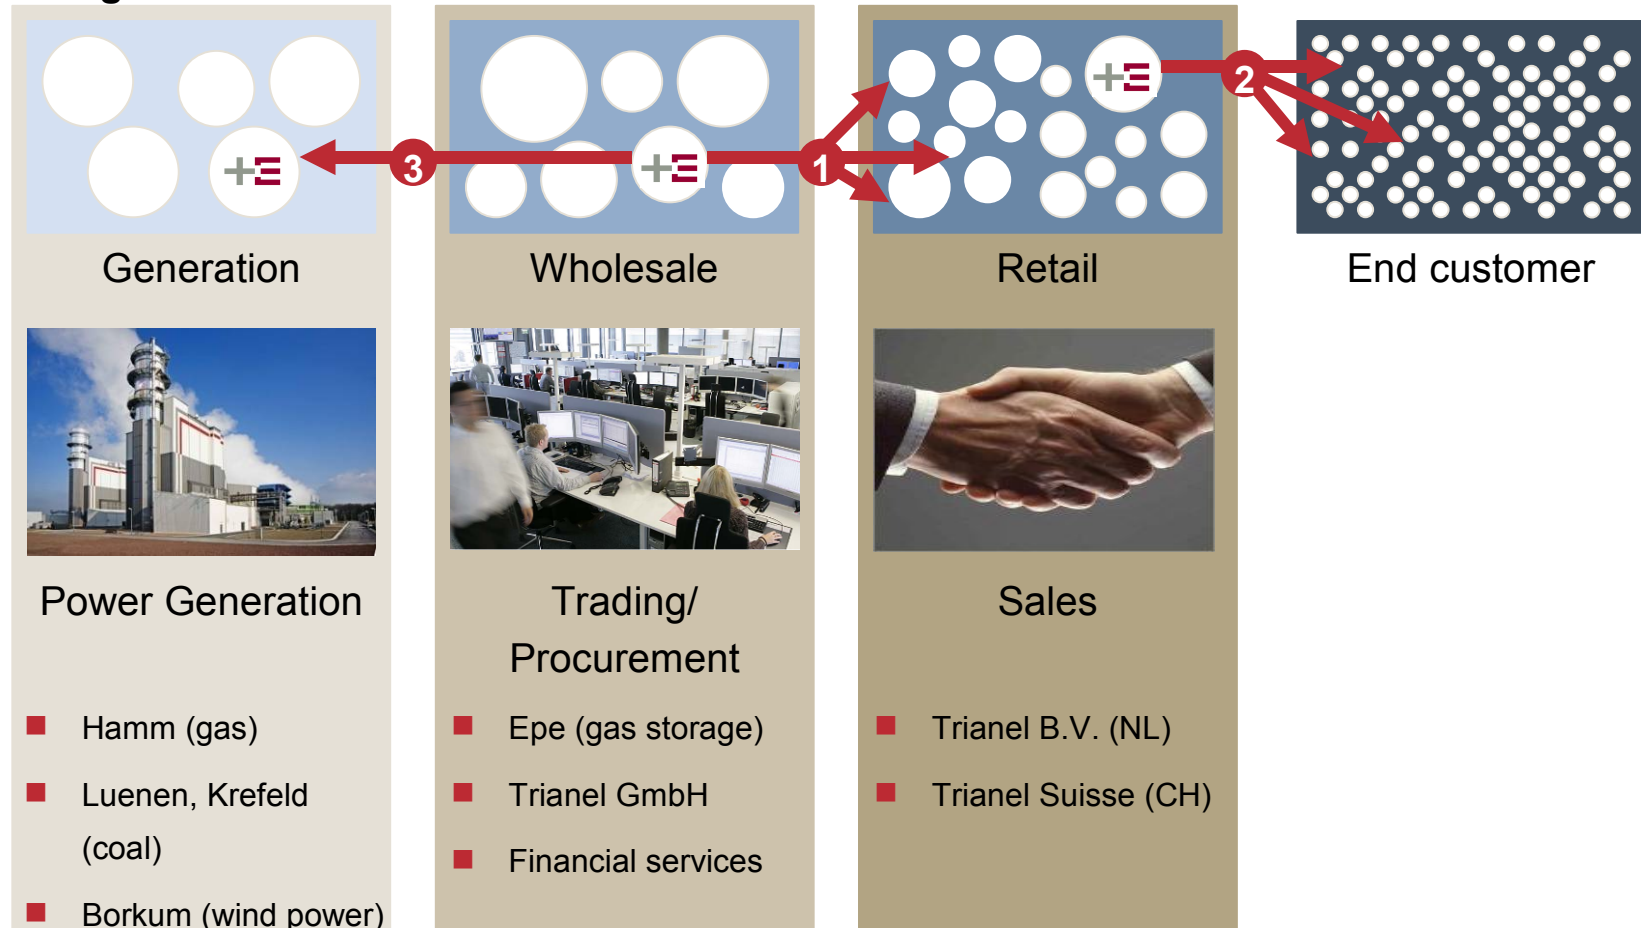 3
1
2
Generation
Wholesale
Retail
End customer
Power Generation
Trading/
Procurement
Sales
Hamm (gas)
Luenen, Krefeld
(coal)
Borkum (wind power)
Epe (gas storage)
Trianel GmbH
Financial services
Trianel B.V. (NL)
Trianel Suisse (CH)